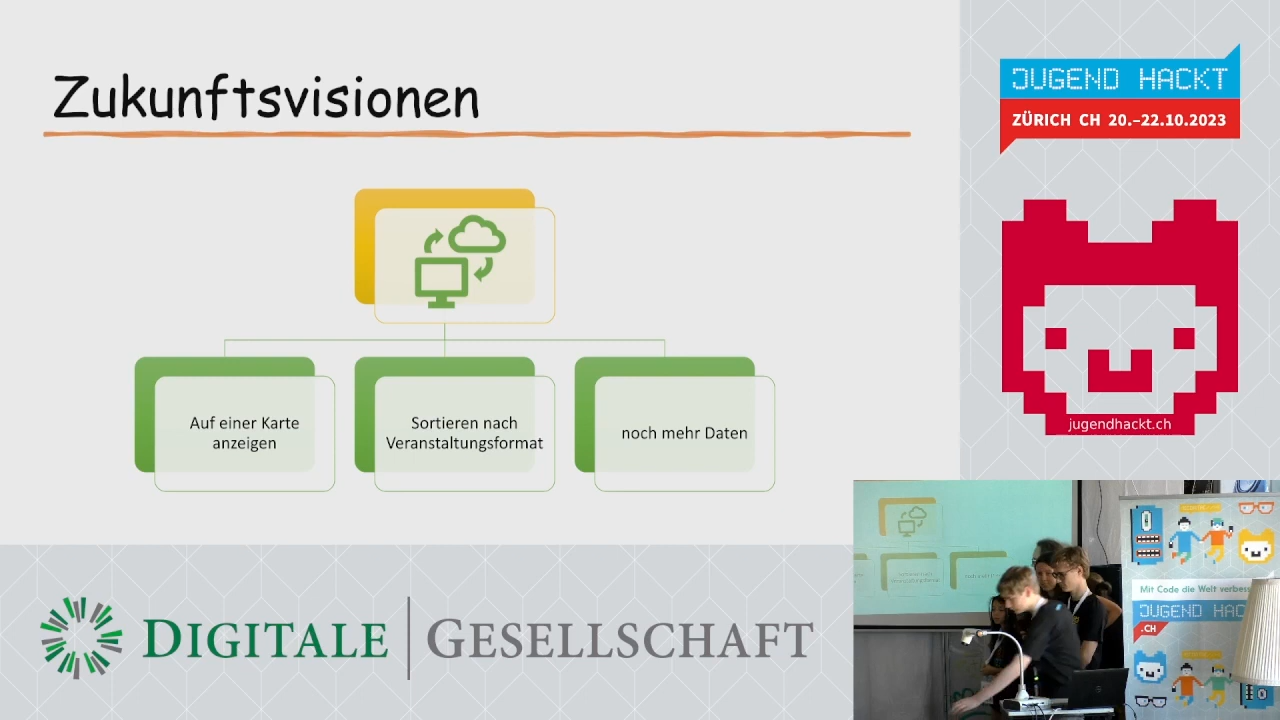 Zukunftsvisionen
Auf einer Karte
anzeigen
Sortieren nach
Veranstaltungsformat
noch mehr Daten
JUGEND HACKT
ZÜRICH CH 20.–22.10.2023
jugendhackt.ch
DIGITALE | GESELLSCHAFT
Mit Code die Welt
JUGEND HAC
.CH